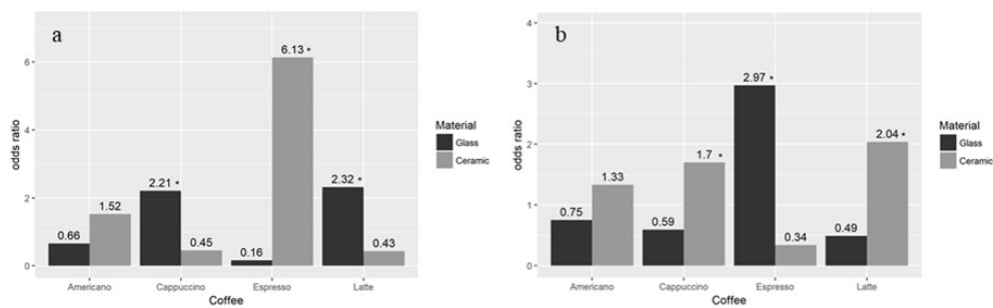 a
6.13 *
6
odds ratio
4
2
0
0.66
1.52
2.21 *
0.45
0.16
2.32 *
0.43
Americano
Cappuccino
Espresso
Latte
Coffee
Material
Glass
Ceramic
b
4
3
2
1
0
odds ratio
0.75
1.33
0.59
1.7 *
2.97 *
0.34
0.49
2.04 *
Americano
Cappuccino
Espresso
Latte
Coffee
Material
Glass
Ceramic